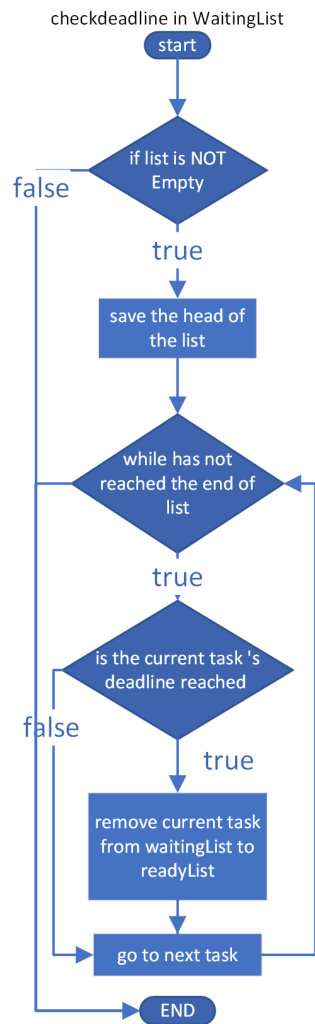 checkdeadline in WaitingList
start
if list is NOT
Empty
false
true
save the head of
the list
while has not
reached the end of
list
true
is the current task 's
deadline reached
false
true
remove current task
from waitingList to
readyList
go to next task
END